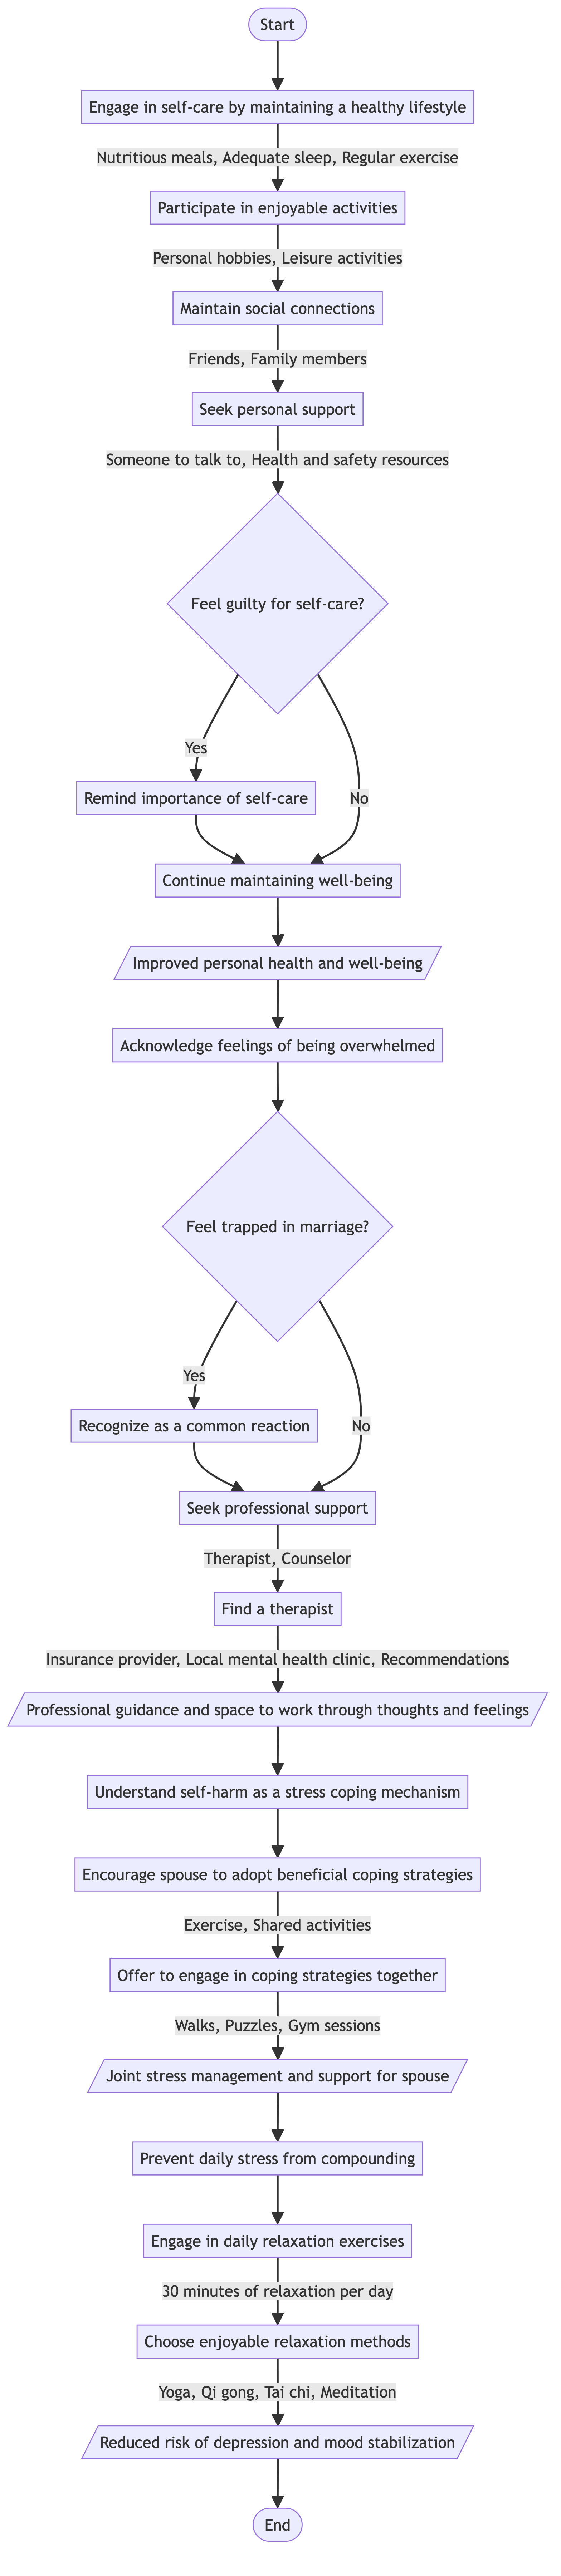 Start
Engage in self-care by maintaining a healthy lifestyle
Nutritious meals, Adequate sleep, Regular exercise
Participate in enjoyable activities
Personal hobbies, Leisure activities
Maintain social connections
Friends, Family members
Seek personal support
Someone to talk to, Health and safety resources
Feel guilty for self-care?
Yes
Remind importance of self-care
No
Continue maintaining well-being
Improved personal health and well-being
Acknowledge feelings of being overwhelmed
Feel trapped in marriage?
Yes
Recognize as a common reaction
No
Seek professional support
Therapist, Counselor
Find a therapist
Insurance provider, Local mental health clinic, Recommendations
Professional guidance and space to work through thoughts and feelings
Understand self-harm as a stress coping mechanism
Encourage spouse to adopt beneficial coping strategies
Exercise, Shared activities
Offer to engage in coping strategies together
Walks, Puzzles, Gym sessions
Joint stress management and support for spouse
Prevent daily stress from compounding
Engage in daily relaxation exercises
30 minutes of relaxation per day
Choose enjoyable relaxation methods
Yoga, Qi gong, Tai chi, Meditation
Reduced risk of depression and mood stabilization
End